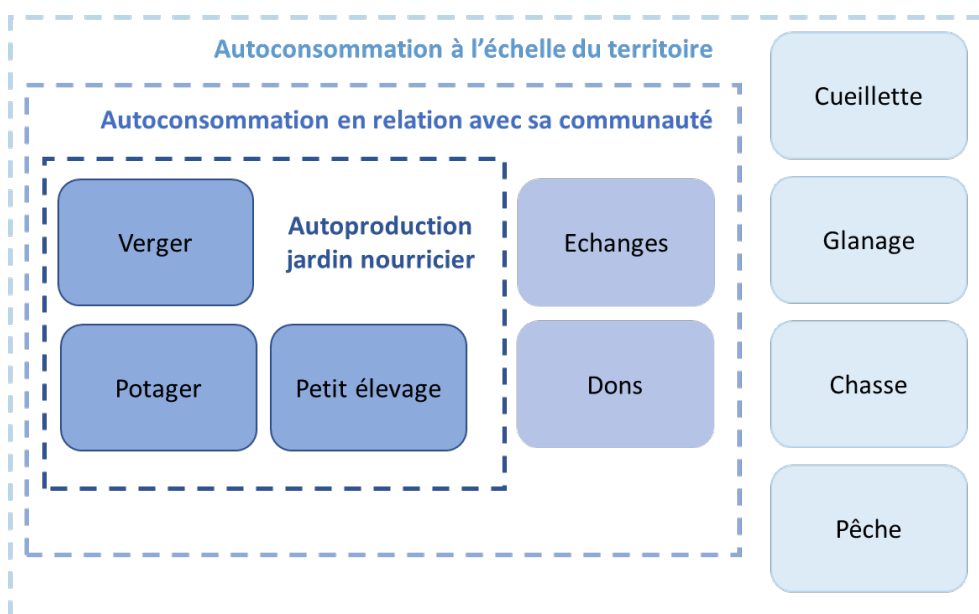 Autoconsommation à l'échelle du territoire
Autoconsommation en relation avec sa communauté
Autoproduction
jardin nourricier
Verger
Potager
Petit élevage
Echanges
Dons
Cueillette
Glanage
Chasse
Pêche